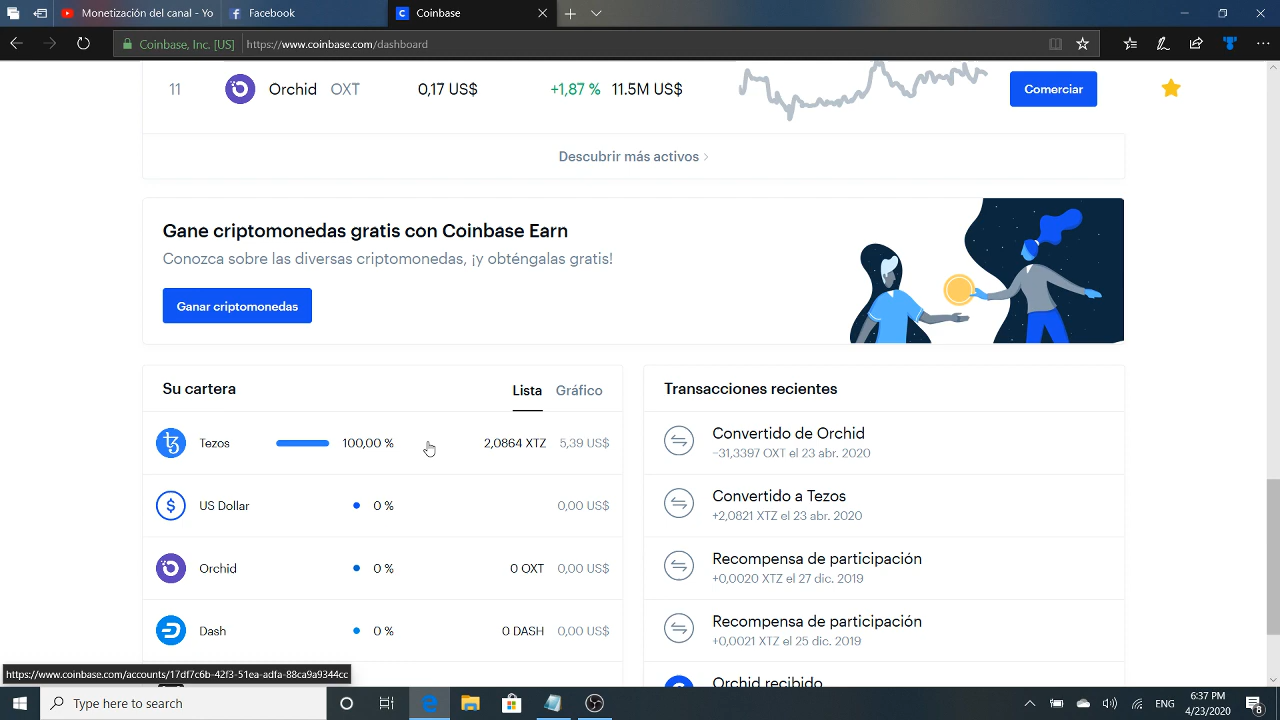 Monetización del canal - Yo
Facebook
Coinbase
Coinbase, Inc. [US]
https://www.coinbase.com/dashboard
11 Orchid OXT 0,17 US$ +1,87 % 11.5M US$ Comerciar
Descubrir más activos
Gane criptomonedas gratis con Coinbase Earn
Conozca sobre las diversas criptomonedas, ¡y obténgalas gratis!
Ganar criptomonedas
Su cartera
Lista Gráfico
Tezos 100,00 % 2,0864 XTZ 5,39 US$
US Dollar 0 % 0,00 US$
Orchid 0 % 0 OXT 0,00 US$
Dash 0 % 0 DASH 0,00 US$
Transacciones recientes
Convertido de Orchid
−31,3397 OXT el 23 abr. 2020
Convertido a Tezos
+2,0821 XTZ el 23 abr. 2020
Recompensa de participación
+0,0020 XTZ el 27 dic. 2019
Recompensa de participación
+0,0021 XTZ el 25 dic. 2019
Orchid recibido
https://www.coinbase.com/accounts/17df7c6b-42f3-51ea-adfa-88ca9a9344cc
Type here to search
ENG
6:37 PM
4/23/2020
8